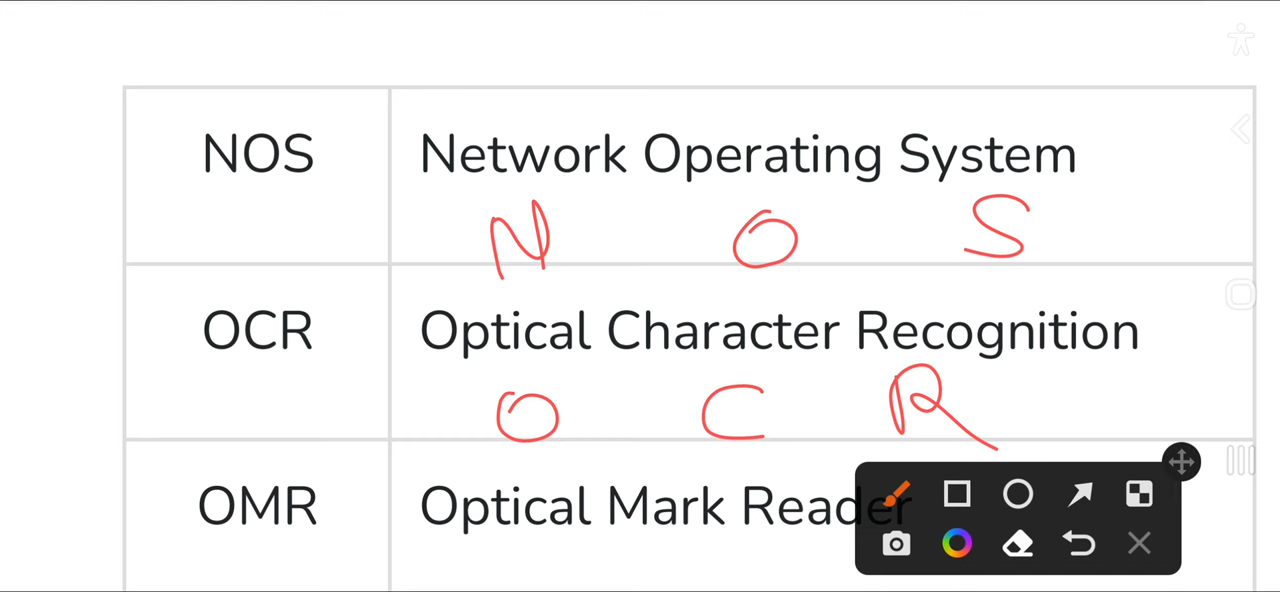 NOS Network Operating System
N O S
OCR Optical Character Recognition
O C R
OMR Optical Mark Reader